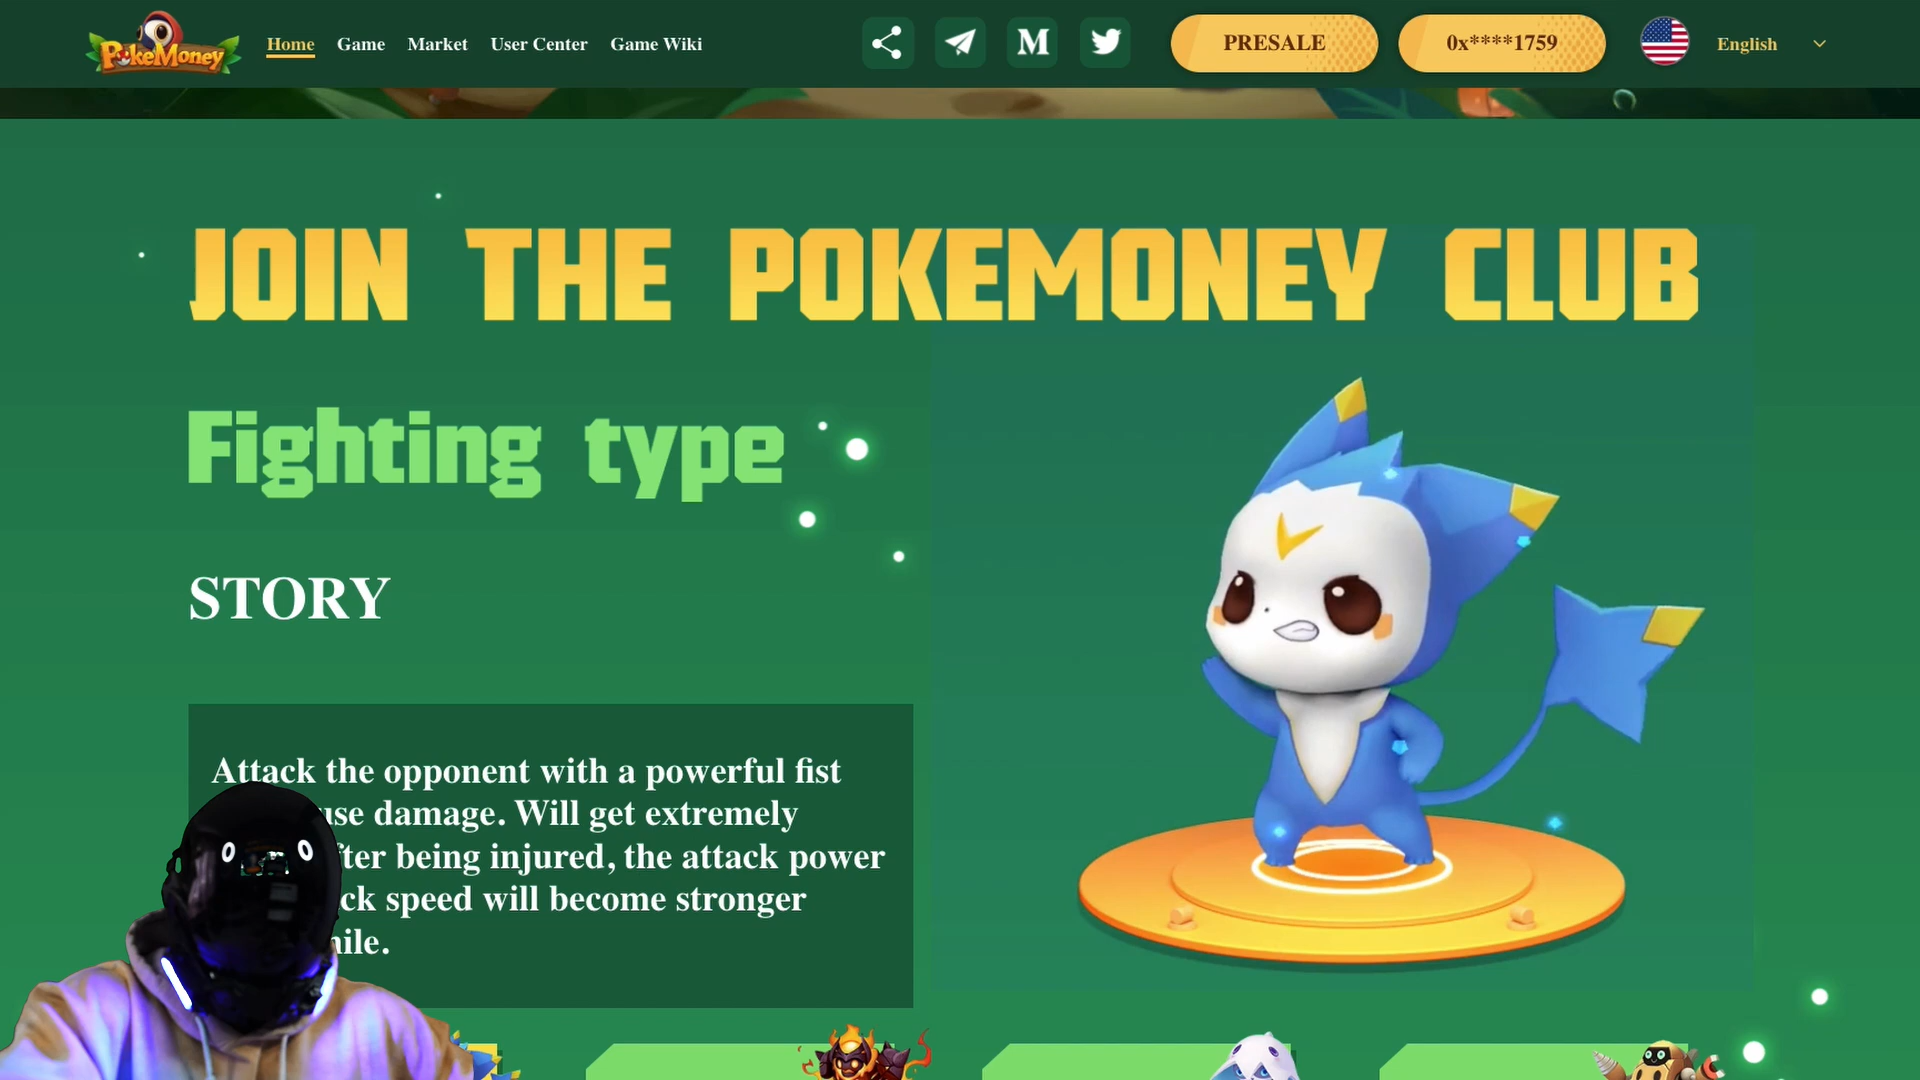 PokeMoney
Home Game Market User Center Game Wiki
M
PRESALE
0x****1759
English
JOIN THE POKEMONEY CLUB
Fighting type
STORY
Attack the opponent with a powerful fist
use damage. Will get extremely
fter being injured, the attack power
ck speed will become stronger
hile.